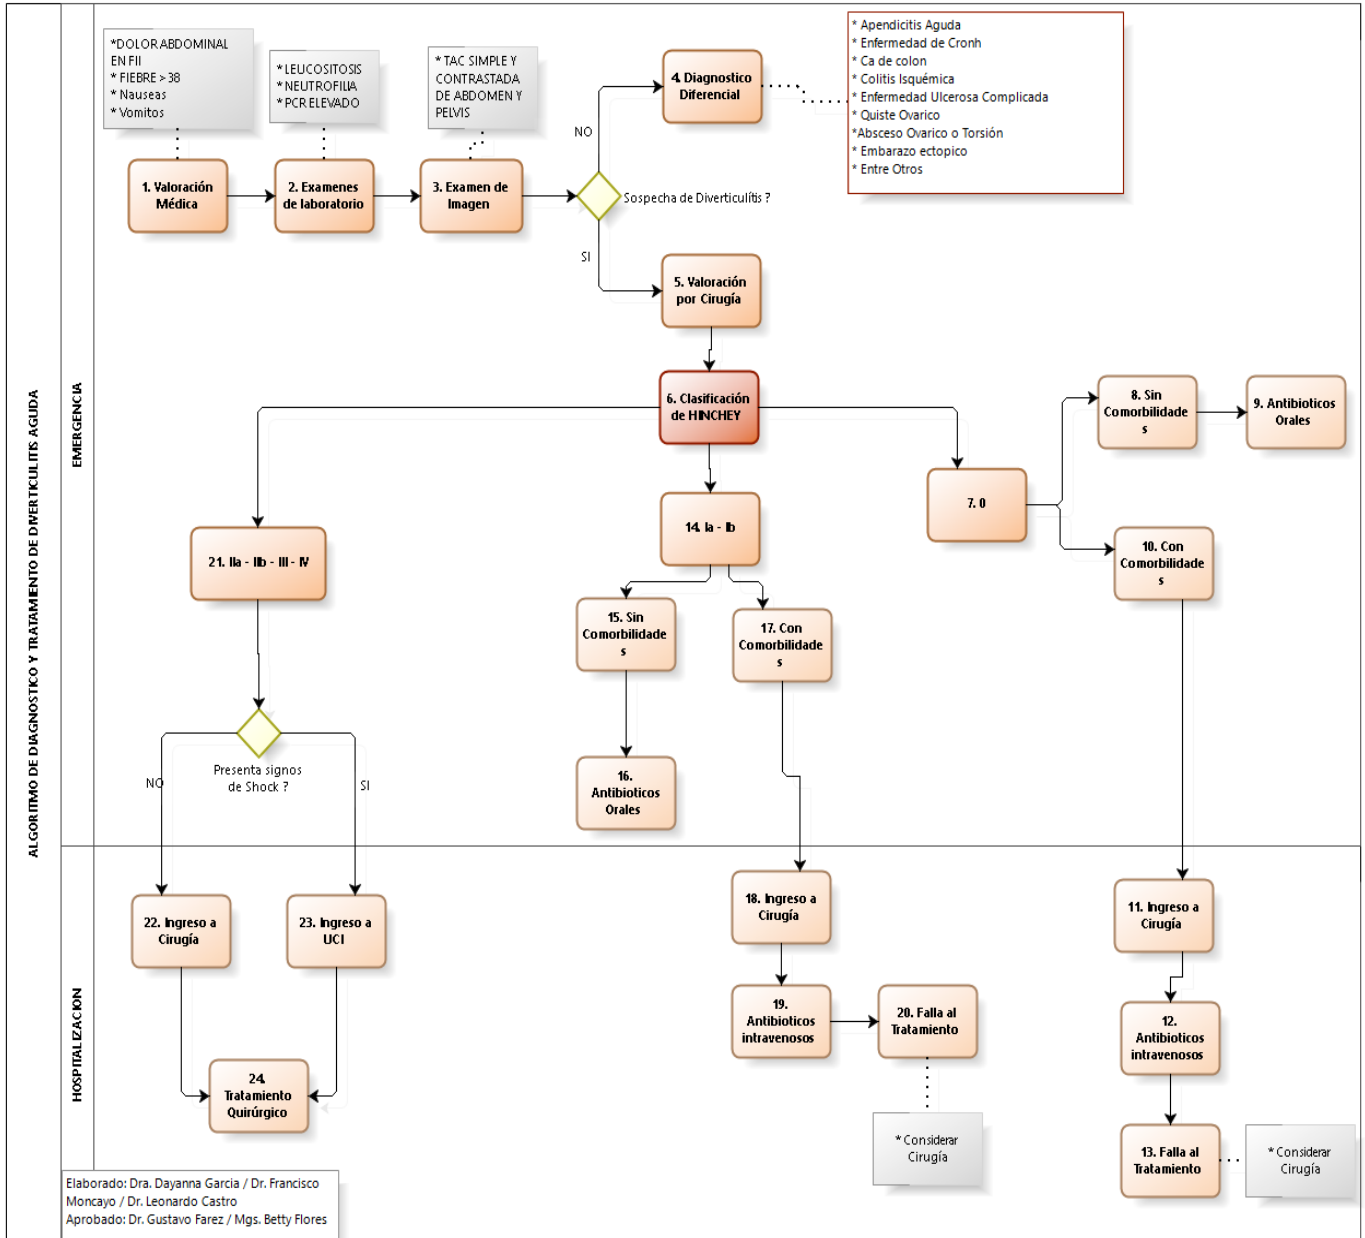 ALGORITMO DE DIAGNOSTICO Y TRATAMIENTO DE DIVERTICULITIS AGUDA
EMERGENCIA
*DOLOR ABDOMINAL
EN FII
* FIEBRE > 38
* Nauseas
* Vomitos
* LEUCOSITOSIS
* NEUTROFILIA
* PCR ELEVADO
* TAC SIMPLE Y
CONTRASTADA
DE ABDOMEN Y
PELVIS
4. Diagnostico
Diferencial
* Apendicitis Aguda
* Enfermedad de Cronh
* Ca de colon
* Colitis Isquémica
* Enfermedad Ulcerosa Complicada
* Quiste Ovarico
*Absceso Ovarico o Torsión
* Embarazo ectopico
* Entre Otros
NO
1. Valoración
Médica
2. Examenes
de laboratorio
3. Examen de
Imagen
Sospecha de Diverticulítis ?
SI
5. Valoración
por Cirugía
6. Clasificación
de HINCHEY
8. Sin
Comorbilidade
s
9. Antibioticos
Orales
7. 0
14. Ia - Ib
10. Con
Comorbilidade
s
21. IIa - IIb - III - IV
15. Sin
Comorbilidade
s
17. Con
Comorbilidade
s
Presenta signos
de Shock ?
NO
SI
16.
Antibioticos
Orales
HOSPITALIZACION
22. Ingreso a
Cirugía
23. Ingreso a
UCI
18. Ingreso a
Cirugía
11. Ingreso a
Cirugía
19.
Antibioticos
intravenosos
20. Falla al
Tratamiento
12.
Antibioticos
intravenosos
24.
Tratamiento
Quirúrgico
* Considerar
Cirugía
13. Falla al
Tratamiento
* Considerar
Cirugía
Elaborado: Dra. Dayanna Garcia / Dr. Francisco
Moncayo / Dr. Leonardo Castro
Aprobado: Dr. Gustavo Farez / Mgs. Betty Flores